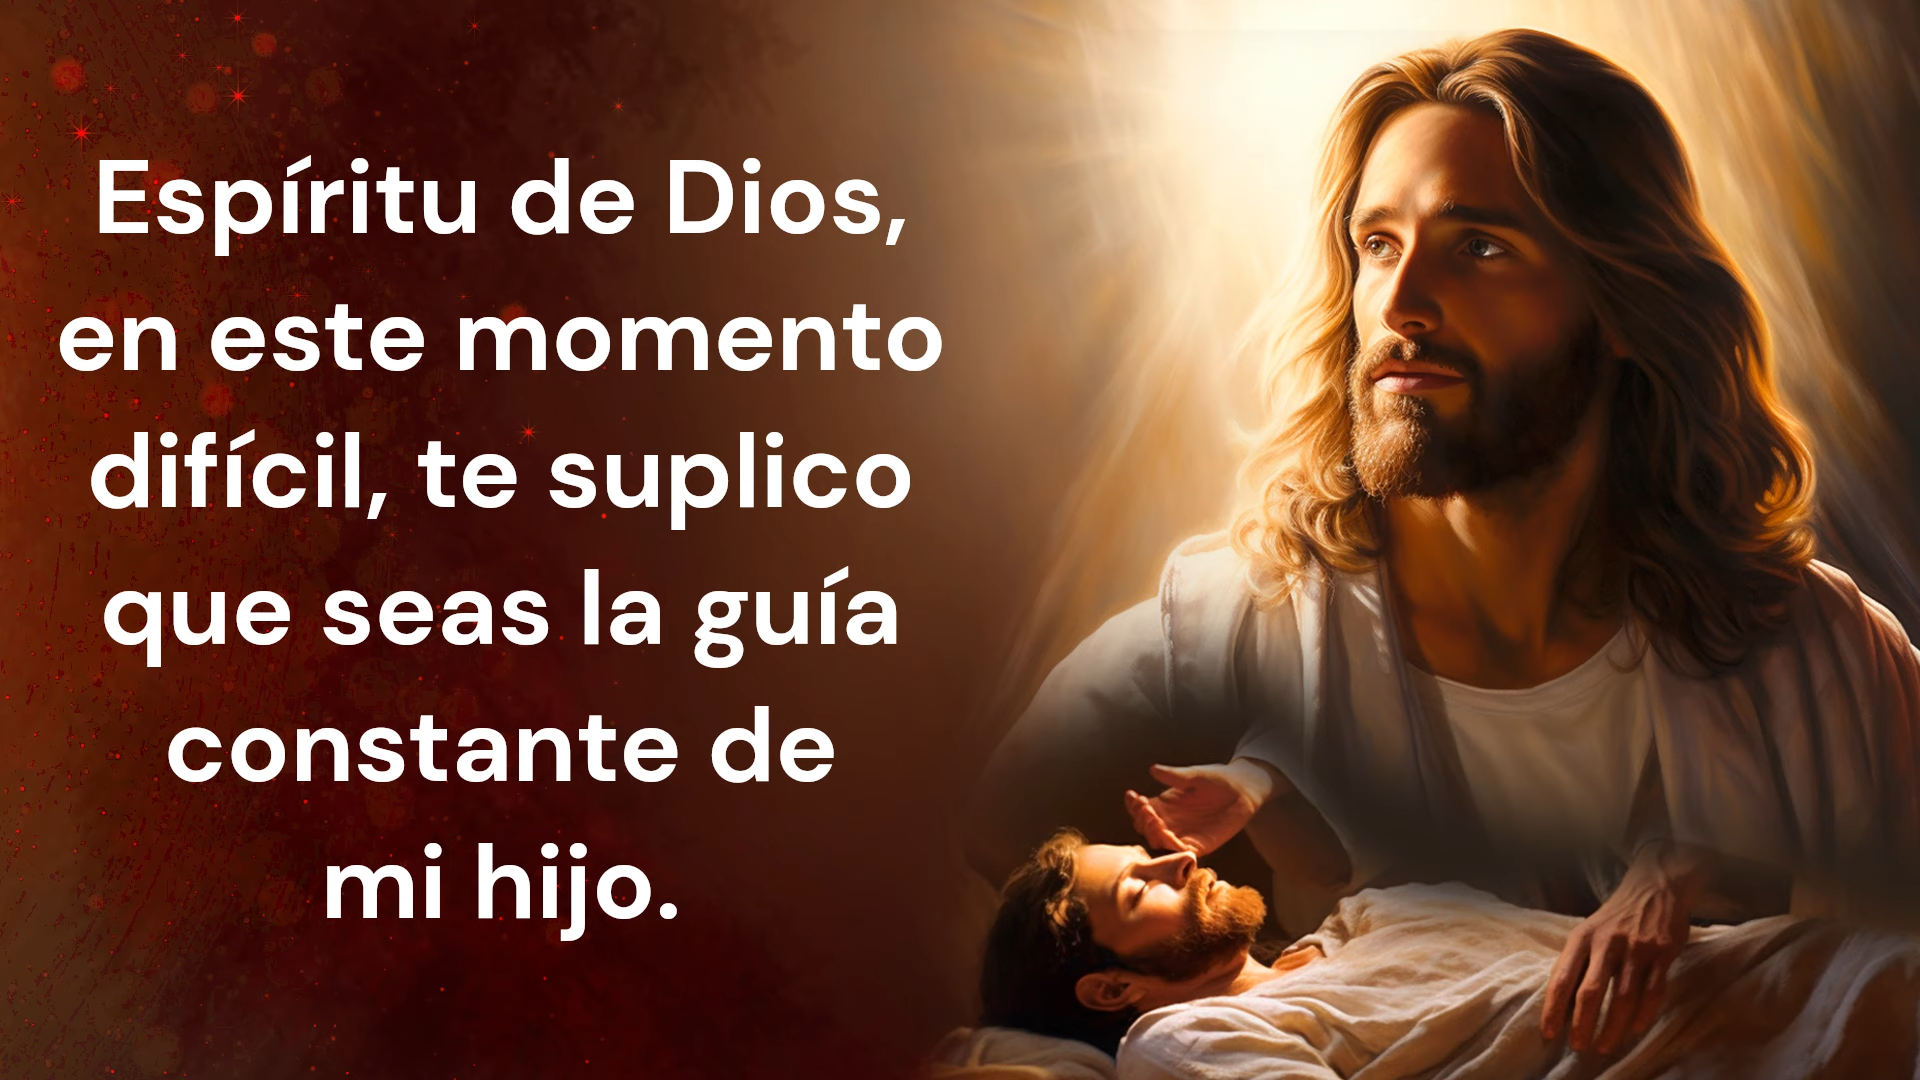 Espíritu de Dios,
en este momento
difícil, te suplico
que seas la guía
constante de
mi hijo.